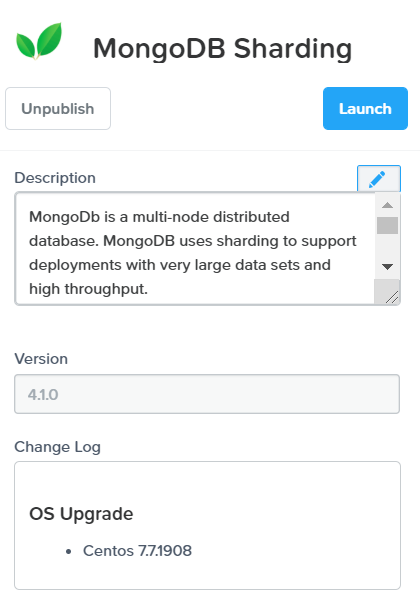 MongoDB Sharding
Unpublish
Launch
Description
MongoDb is a multi-node distributed
database. MongoDB uses sharding to support
deployments with very large data sets and
high throughput.
Version
4.1.0
Change Log
OS Upgrade
• Centos 7.7.1908